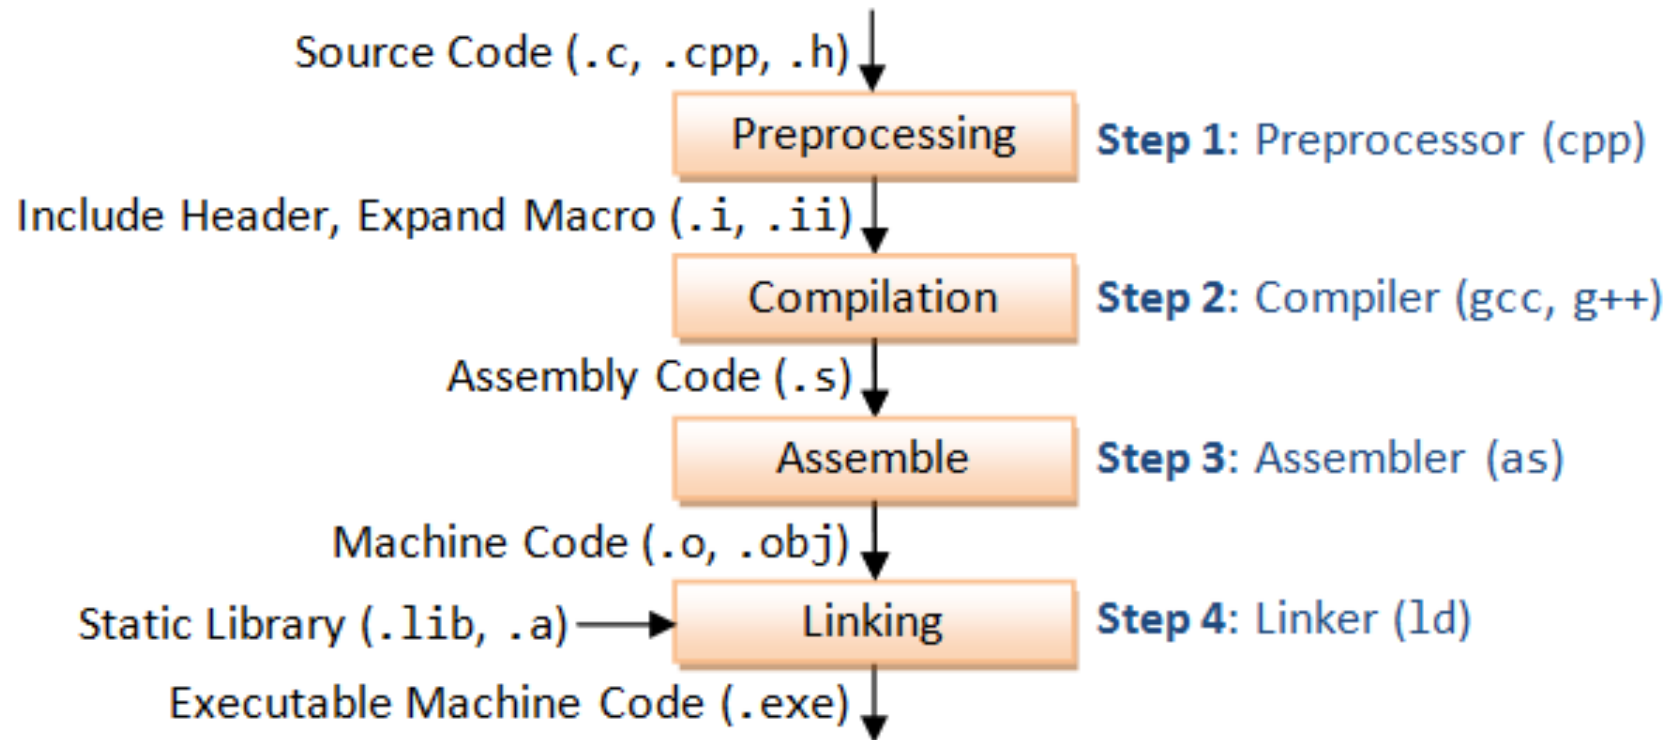 Source Code (.c, .cpp, .h)
Preprocessing
Step 1: Preprocessor (cpp)
Include Header, Expand Macro (.i, .ii)
Compilation
Step 2: Compiler (gcc, g++)
Assembly Code (.s)
Assemble
Step 3: Assembler (as)
Machine Code (.o, .obj)
Static Library (.lib, .a)
Linking
Step 4: Linker (ld)
Executable Machine Code (.exe)